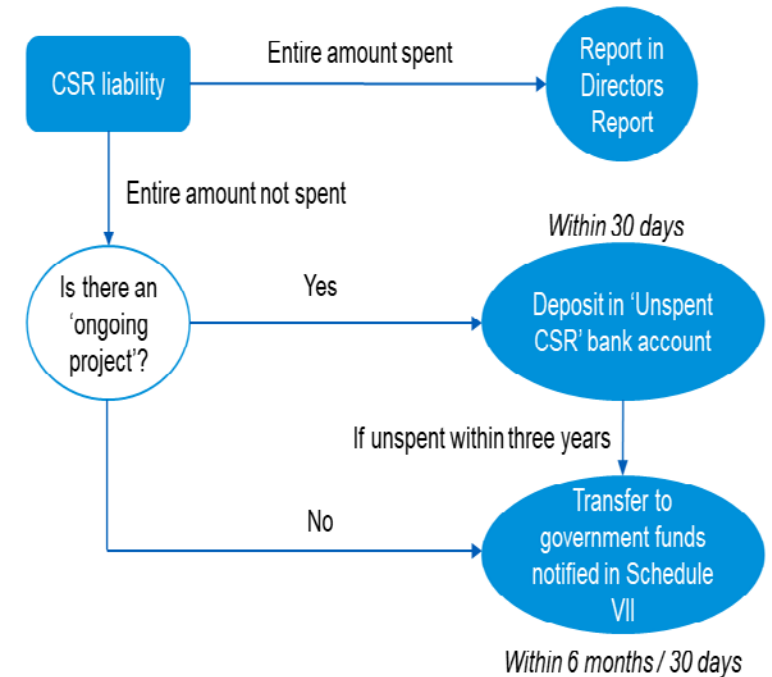 CSR liability
Entire amount spent
Report in
Directors
Report
Entire amount not spent
Is there an
‘ongoing
project’?
Yes
Within 30 days
Deposit in ‘Unspent
CSR’ bank account
If unspent within three years
No
Transfer to
government funds
notified in Schedule
VII
Within 6 months / 30 days